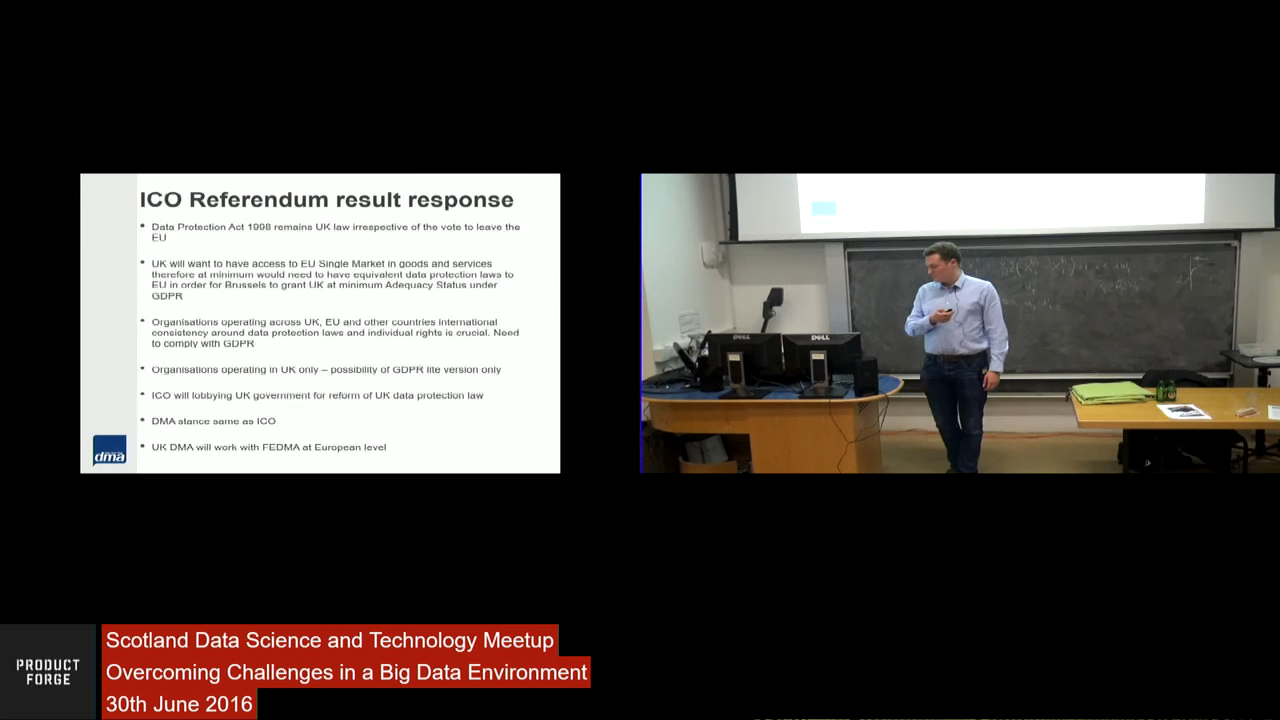 ICO Referendum result response
• Data Protection Act 1998 remains UK law irrespective of the vote to leave the
EU
• UK will want to have access to EU Single Market in goods and services
therefore at minimum would need to have equivalent data protection laws to
EU in order for Brussels to grant UK at minimum Adequacy Status under
GDPR
• Organisations operating across UK, EU and other countries international
consistency around data protection laws and individual rights is crucial. Need
to comply with GDPR
• Organisations operating in UK only – possibility of GDPR lite version only
• ICO will lobbying UK government for reform of UK data protection law
• DMA stance same as ICO
• UK DMA will work with FEDMA at European level
dma
DELL
DELL
PRODUCT
FORGE
Scotland Data Science and Technology Meetup
Overcoming Challenges in a Big Data Environment
30th June 2016